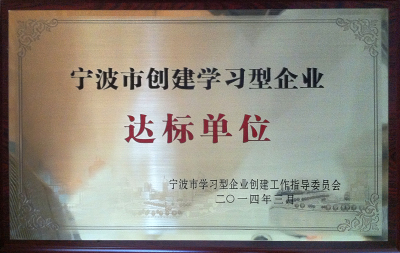 宁波市创建学习型企业
达标单位
宁波市学习型企业创建工作指导委员会
二〇一四年三月